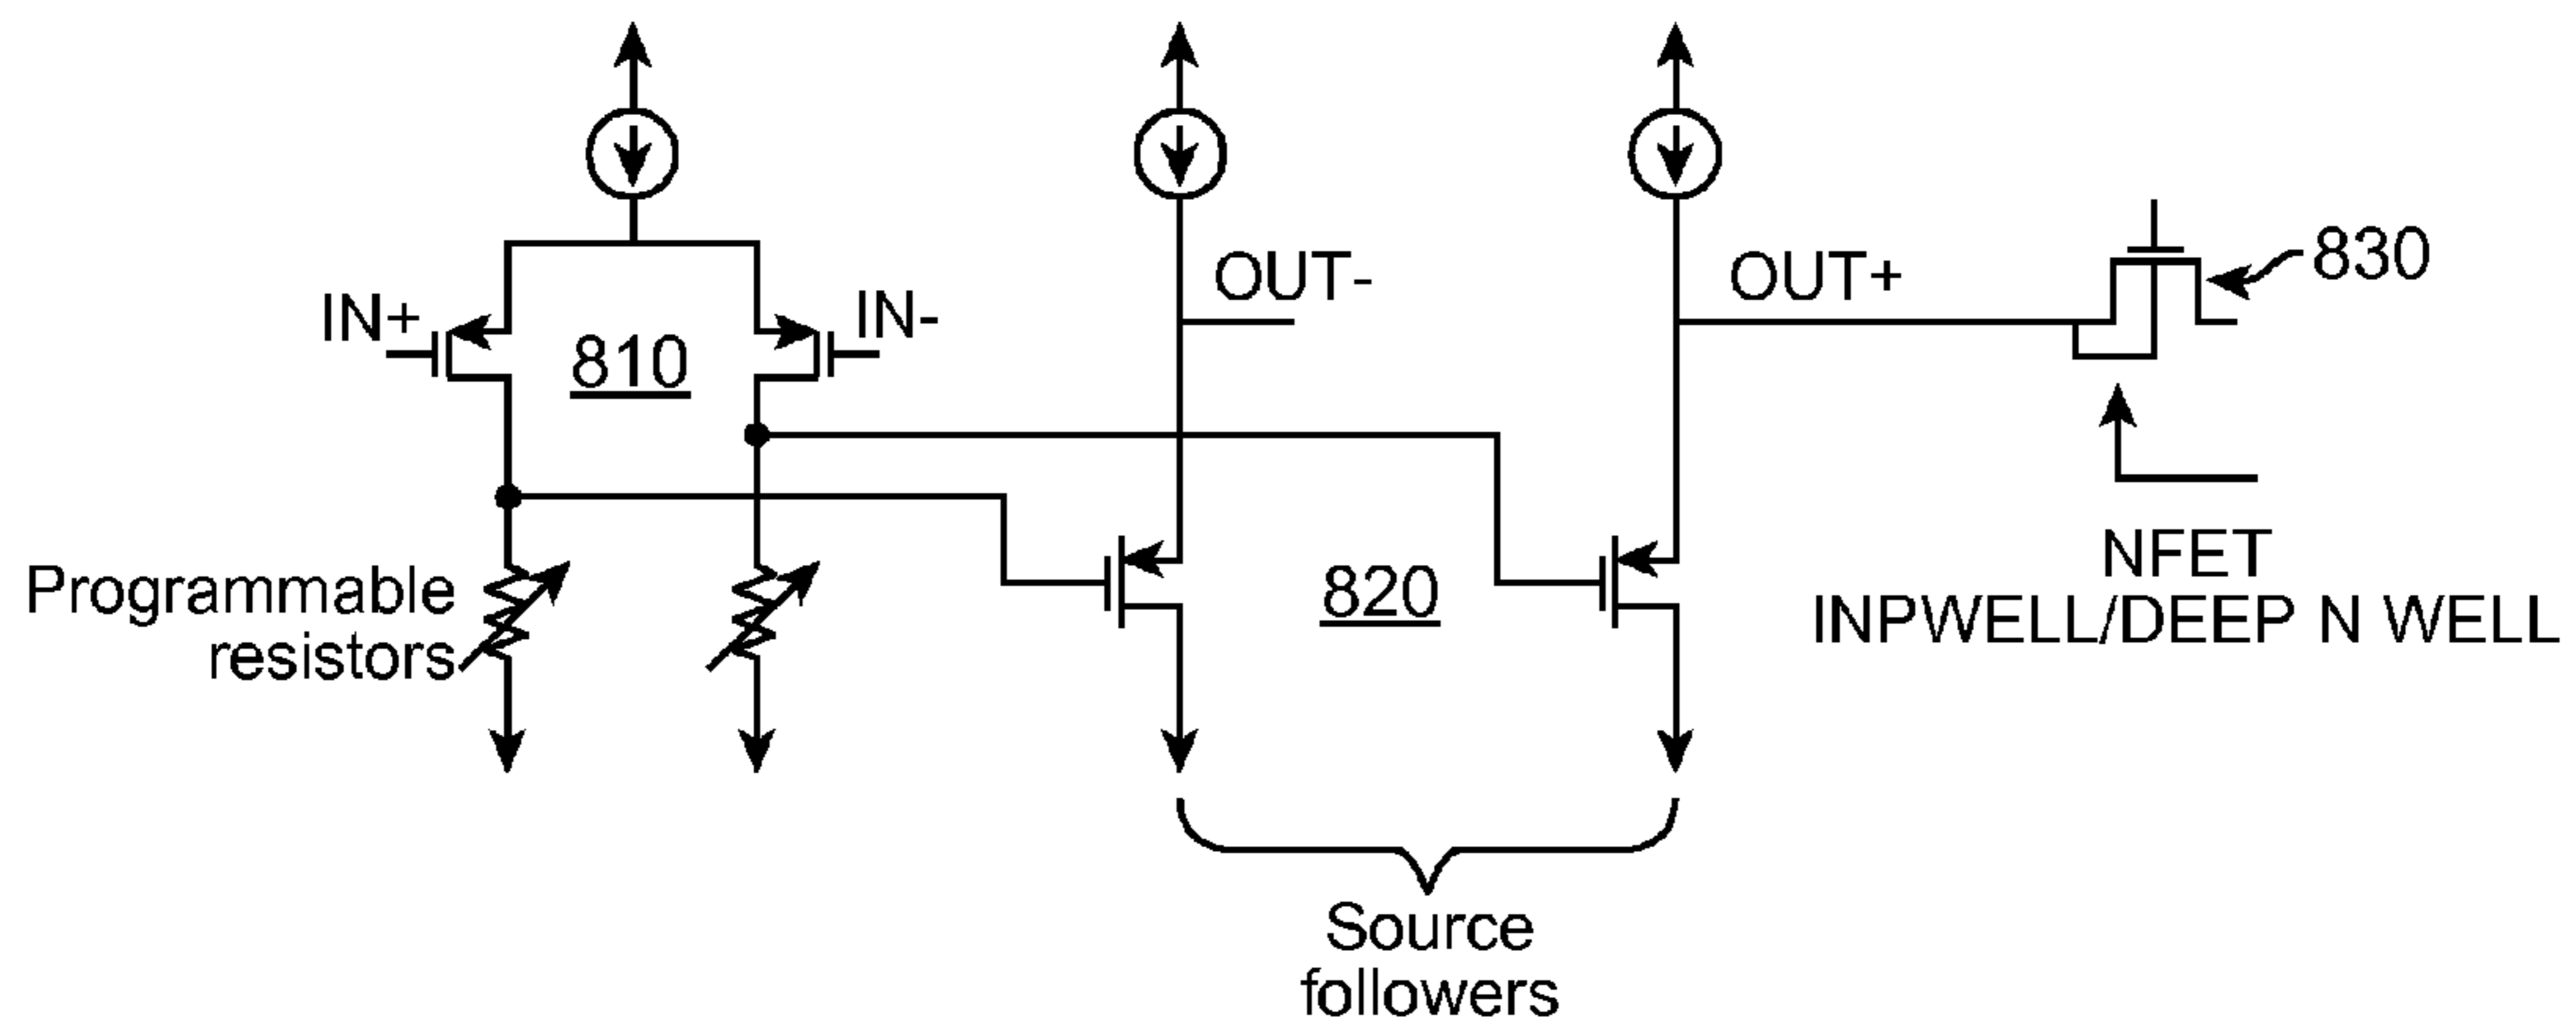 IN+
810
IN-
OUT-
OUT+
830
Programmable
resistors
820
NFET
INPWELL/DEEP N WELL
Source
followers